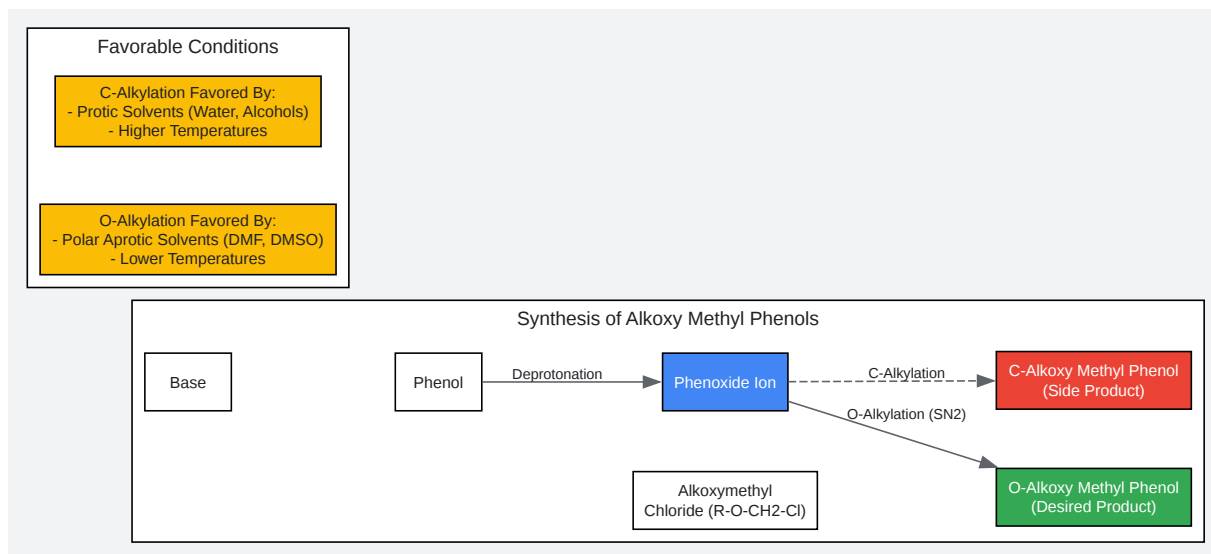 Favorable Conditions
C-Alkylation Favored By:
- Protic Solvents (Water, Alcohols)
- Higher Temperatures
O-Alkylation Favored By:
- Polar Aprotic Solvents (DMF, DMSO)
- Lower Temperatures
Synthesis of Alkoxy Methyl Phenols
Base
Phenol
Deprotonation
Phenoxide Ion
C-Alkylation
C-Alkoxy Methyl Phenol
(Side Product)
O-Alkylation (SN2)
Alkoxymethyl
Chloride (R-O-CH2-Cl)
O-Alkoxy Methyl Phenol
(Desired Product)